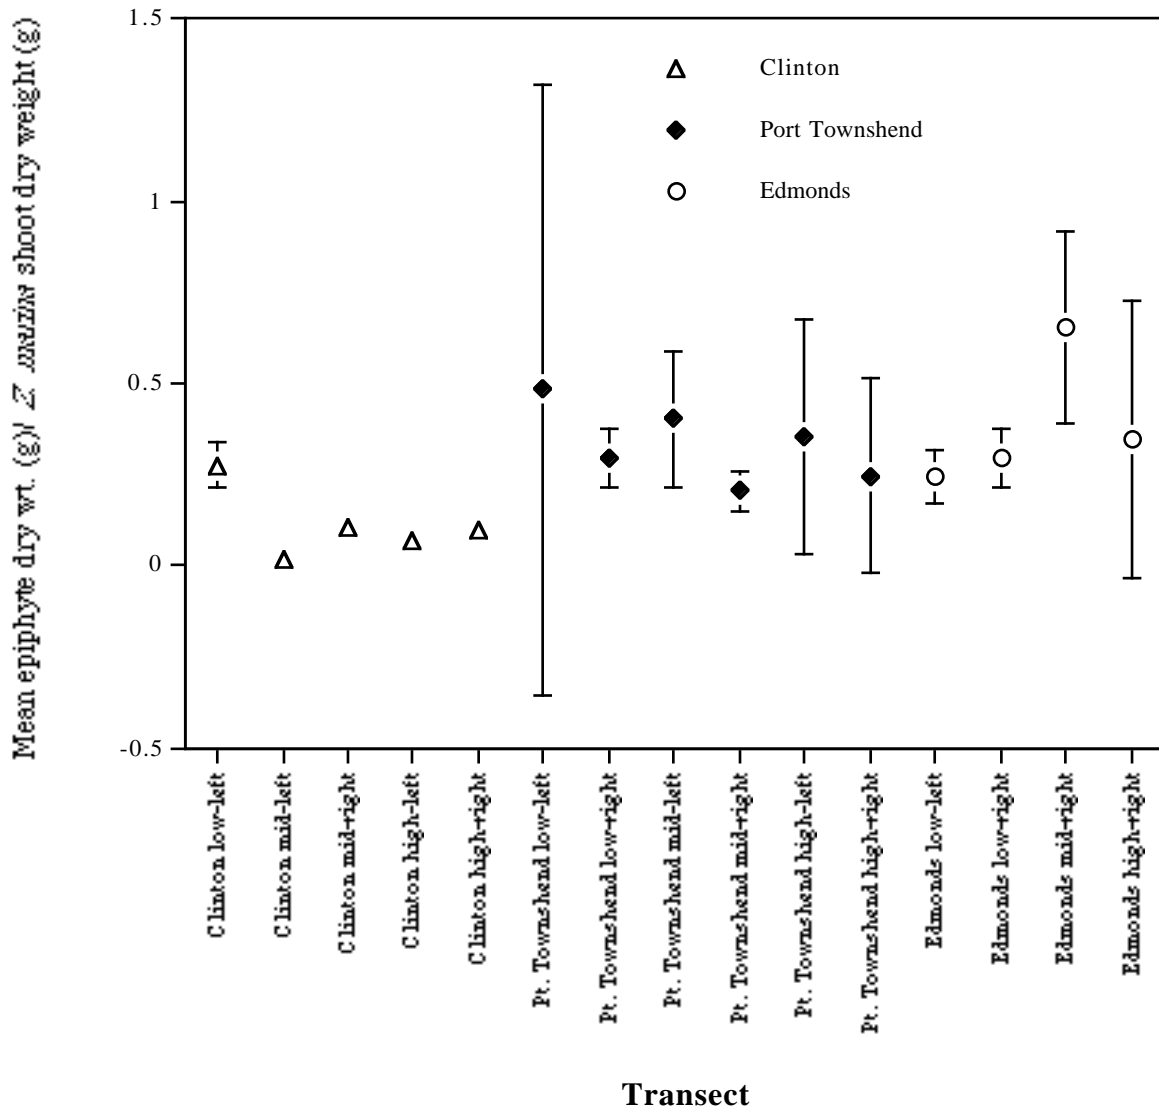 Mean epiphyte dry wt. (g)/ Z. marina shoot dry weight (g)
1.5
1
0.5
0
-0.5
Clinton
Port Townshend
Edmonds
Clinton low-left
Clinton mid-left
Clinton mid-right
Clinton high-left
Clinton high-right
Pt. Townshend low-left
Pt. Townshend low-right
Pt. Townshend mid-left
Pt. Townshend mid-right
Pt. Townshend high-left
Pt. Townshend high-right
Edmonds low-left
Edmonds low-right
Edmonds mid-right
Edmonds high-right
Transect